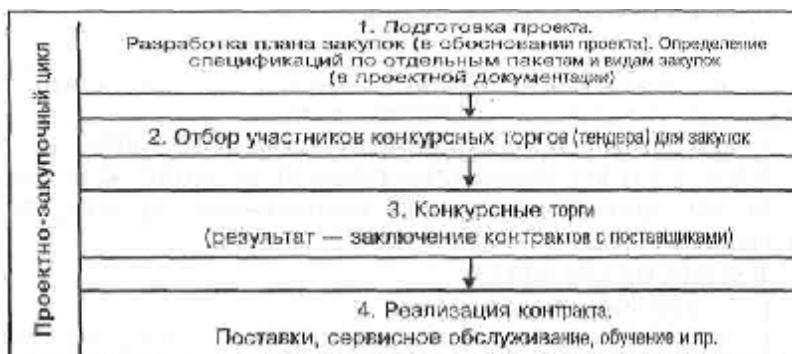 Проектно-закупочный цикл
1. Подготовка проекта.
Разработка плана закупок (в обосновании проекта). Определение
спецификаций по отдельным пакетам и видам закупок
(в проектной документации)
2. Отбор участников конкурсных торгов (тендера) для закупок
3. Конкурсные торги
(результат — заключение контрактов с поставщиками)
4. Реализация контракта.
Поставки, сервисное обслуживание, обучение и пр.